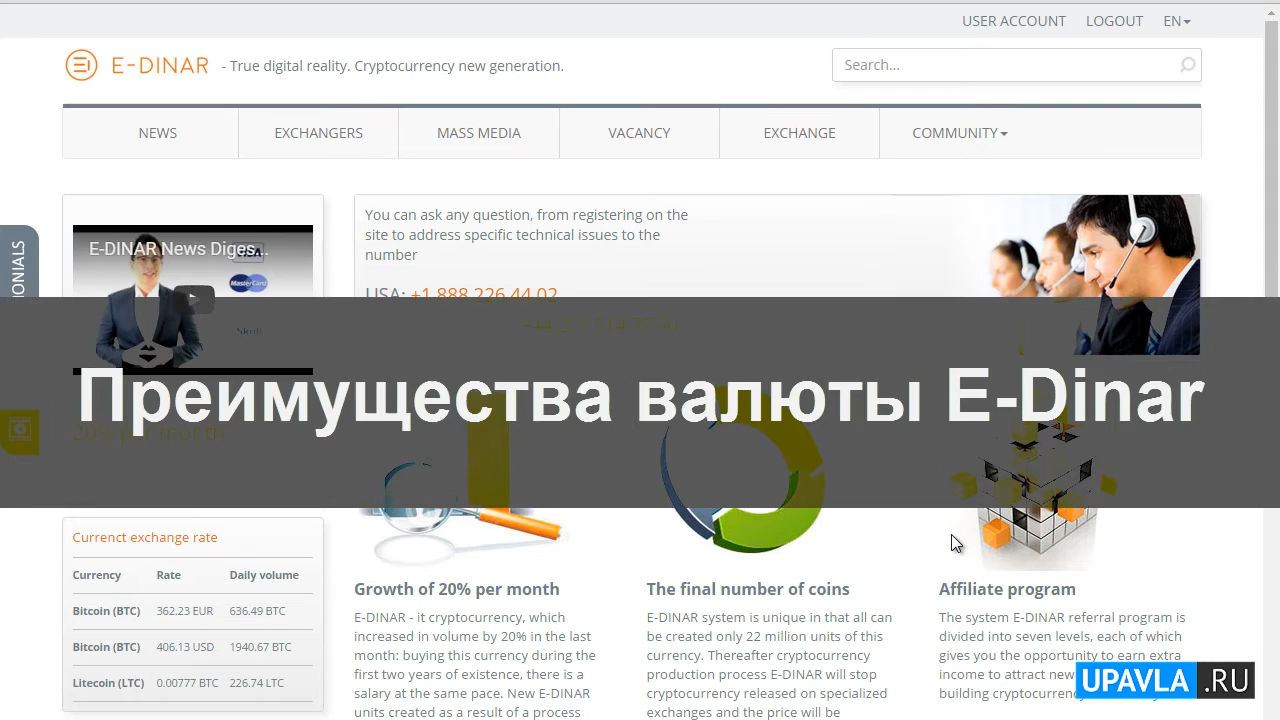 USER ACCOUNT LOGOUT EN
E-DINAR - True digital reality. Cryptocurrency new generation.
Search...
NEWS EXCHANGERS MASS MEDIA VACANCY EXCHANGE COMMUNITY
E-DINAR News Diges...
VISA
MasterCard
Skrill
You can ask any question, from registering on the
site to address specific technical issues to the
number
USA: +1 888 226 44 02
MONIALS
Преимущества валюты E-Dinar
20% per month
Currenct exchange rate
Currency Rate Daily volume
Bitcoin (BTC) 362.23 EUR 636.49 BTC
Bitcoin (BTC) 406.13 USD 1940.67 BTC
Litecoin (LTC) 0.00777 BTC 226.74 LTC
Growth of 20% per month
E-DINAR - it cryptocurrency, which
increased in volume by 20% in the last
month: buying this currency during the
first two years of existence there is a
salary at the same pace. New E-DINAR
units created as a result of a process
The final number of coins
E-DINAR system is unique in that all can
be created only 22 million units of this
currency. Thereafter cryptocurrency
production process E-DINAR will stop
cryptocurrency released on specialized
exchanges and the price will be
Affiliate program
The system E-DINAR referral program is
divided into seven levels, each of which
gives you the opportunity to earn extra
income to attract new
building cryptocurrency
UPAVLA .RU